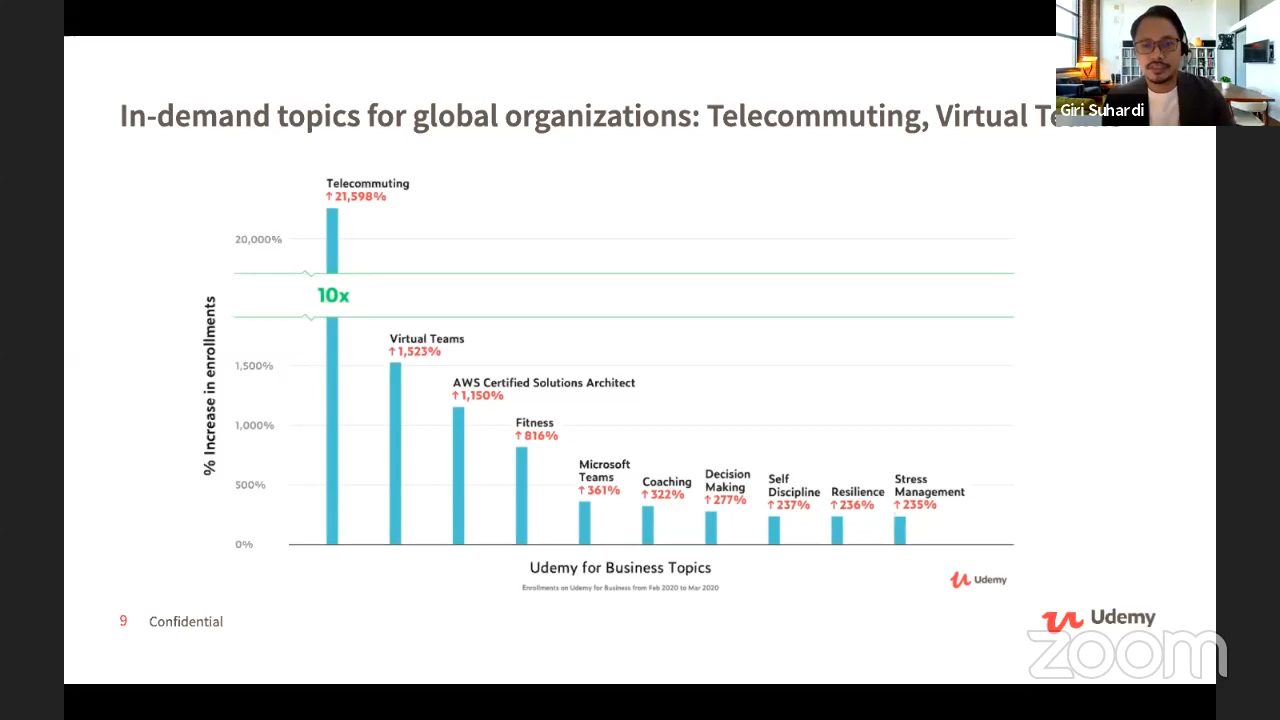 Giri Suhardi
In-demand topics for global organizations: Telecommuting, Virtual
Telecommuting
↑ 21,598%
20,000%
10x
% Increase in enrollments
Virtual Teams
↑ 1,523%
1,500%
AWS Certified Solutions Architect
↑ 1,150%
1,000%
Fitness
↑ 816%
Microsoft
Teams
↑ 361%
Coaching
↑ 322%
Decision
Making
↑ 277%
Self
Discipline
↑ 237%
Resilience
↑ 236%
Stress
Management
↑ 235%
500%
0%
Udemy for Business Topics
Enrollments on Udemy for Business from Feb 2020 to Mar 2020
Udemy
9 Confidential
Udemy
zoom